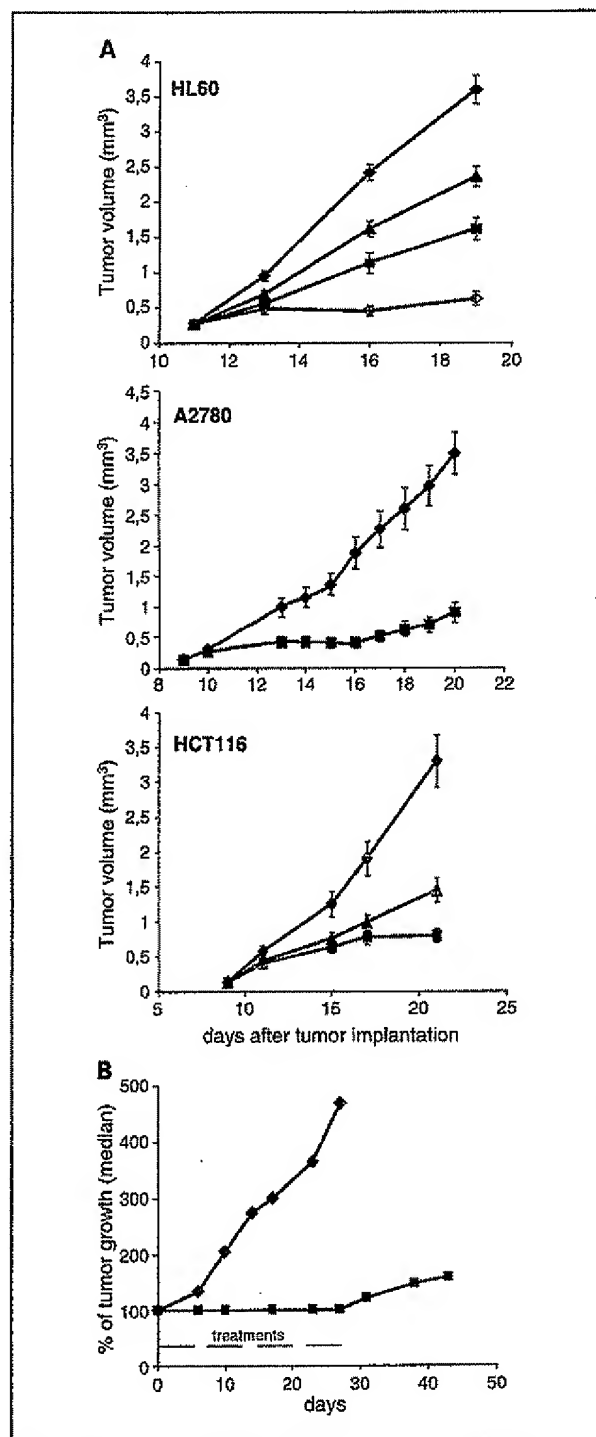 A
HL60
Tumor volume (mm³)
4
3,5
3
2,5
2
1,5
1
0,5
0
10 12 14 16 18 20
A2780
Tumor volume (mm³)
4,5
4
3,5
3
2,5
2
1,5
1
0,5
0
8 10 12 14 16 18 20 22
HCT116
Tumor volume (mm³)
4
3,5
3
2,5
2
1,5
1
0,5
0
5 10 15 20 25
days after tumor implantation
B
% of tumor growth (median)
500
400
300
200
100
0
treatments
0 10 20 30 40 50
days